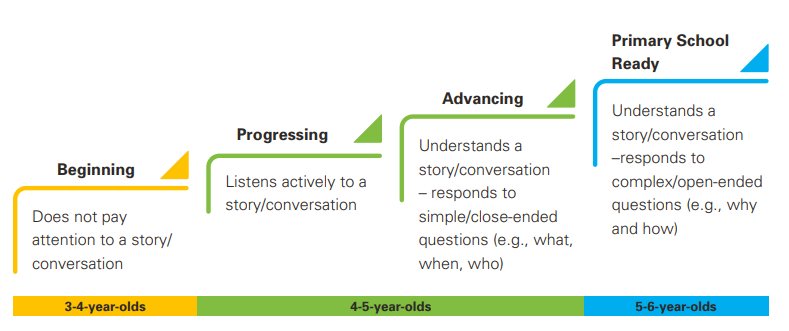 Beginning
Does not pay
attention to a story/
conversation
Progressing
Listens actively to a
story/conversation
Advancing
Understands a
story/conversation
– responds to
simple/close-ended
questions (e.g., what,
when, who)
Primary School
Ready
Understands a
story/conversation
–responds to
complex/open-ended
questions (e.g., why
and how)
3-4-year-olds
4-5-year-olds
5-6-year-olds